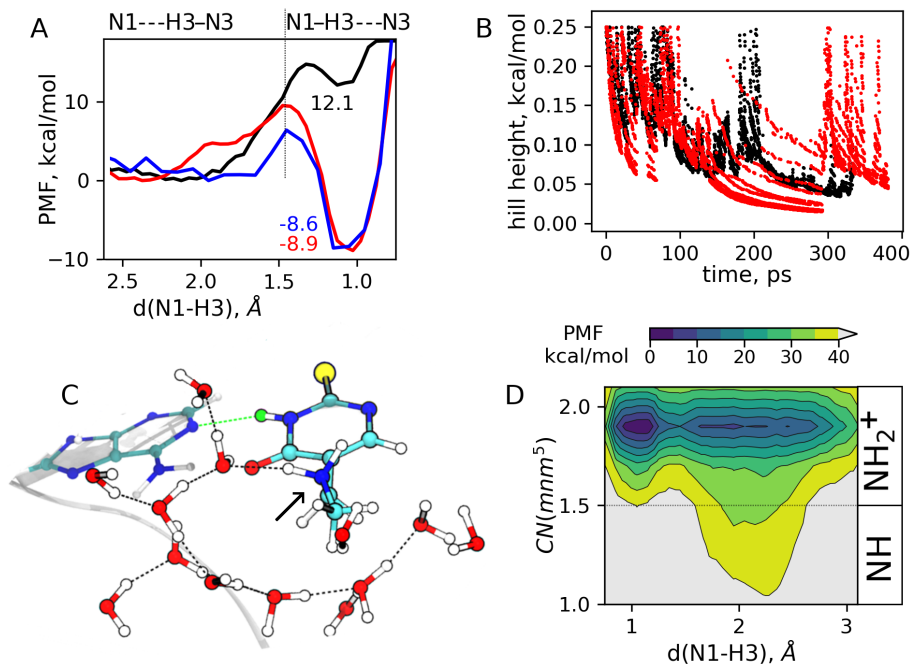 A
N1---H3–N3
N1–H3---N3
PMF, kcal/mol
10
0
−10
12.1
-8.6
-8.9
2.5
2.0
1.5
1.0
d(N1-H3), Å
B
hill height, kcal/mol
0.25
0.20
0.15
0.10
0.05
0.00
0
100
200
300
400
time, ps
C
PMF
kcal/mol
0
10
20
30
40
D
CN(mnm⁵)
2.0
1.5
1.0
NH₂⁺
NH
1
2
3
d(N1-H3), Å